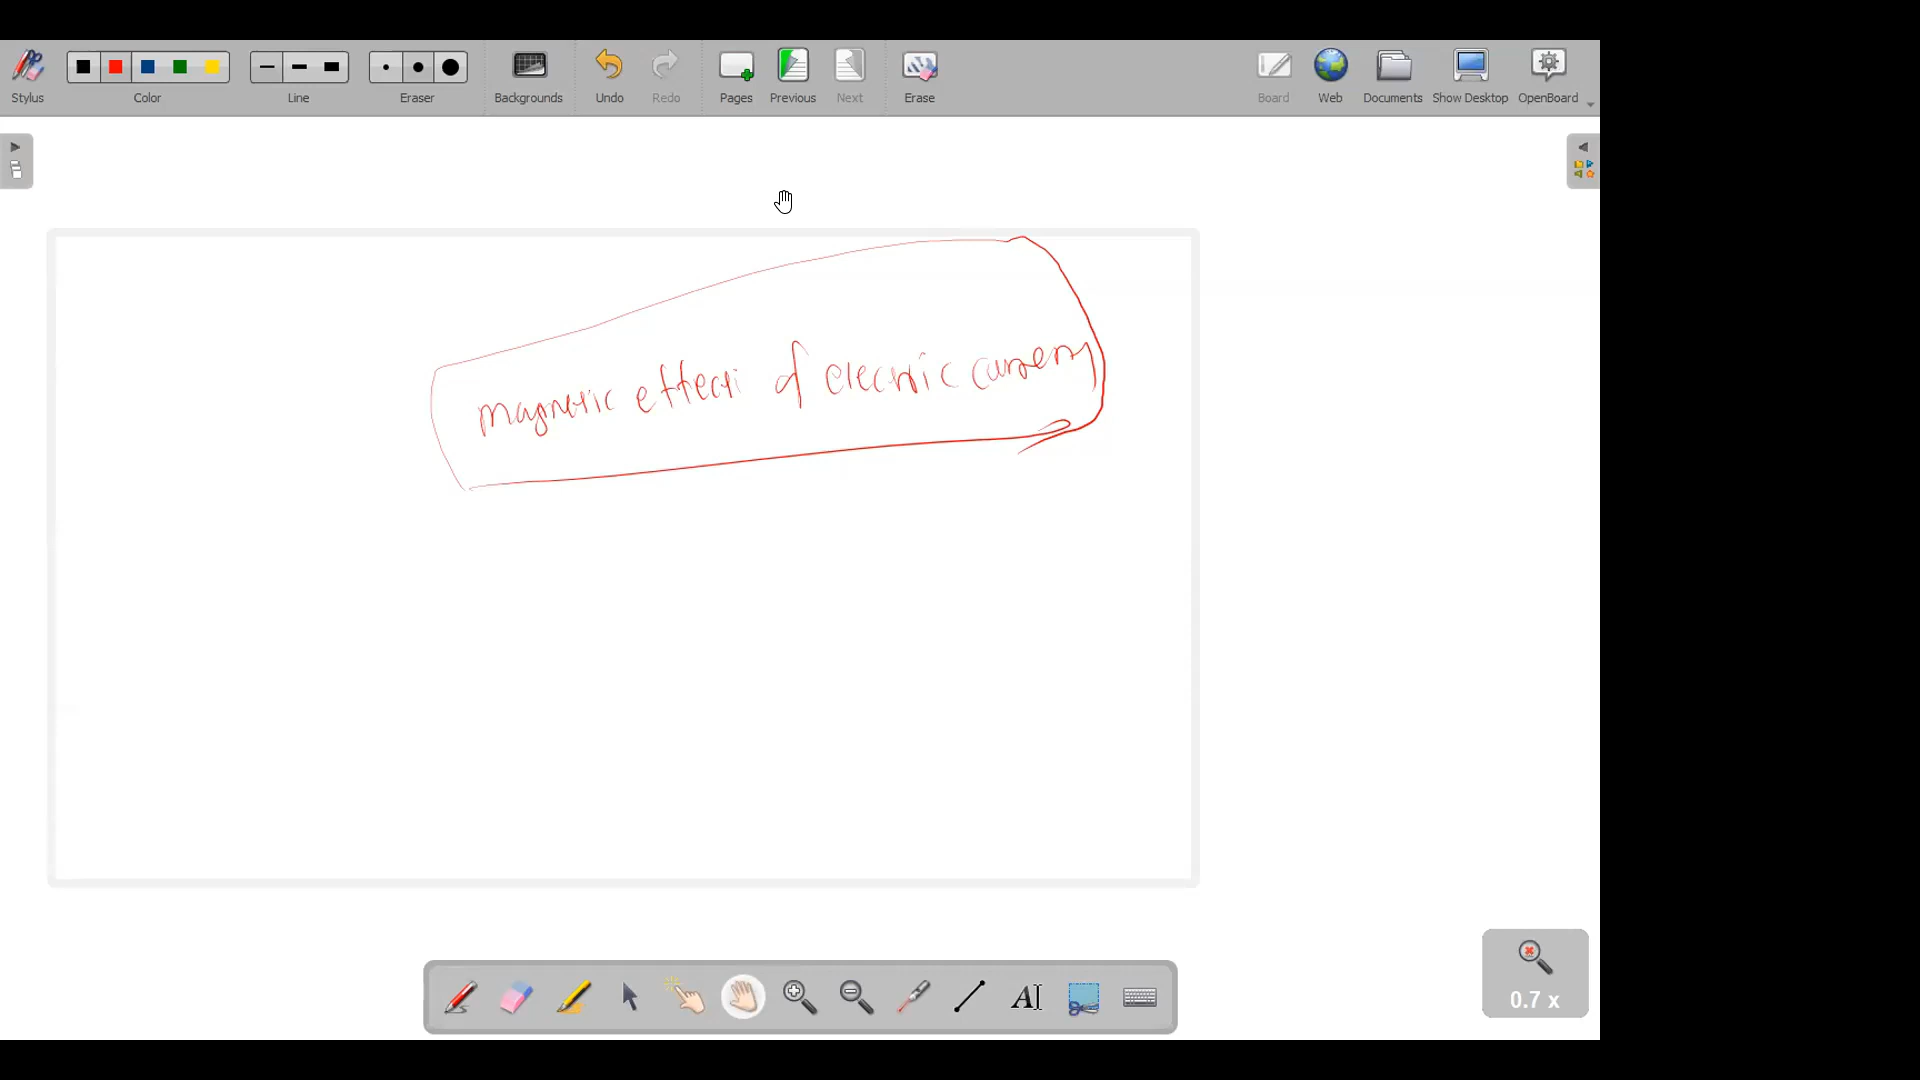 Stylus
Color
Line
Eraser
Backgrounds
Undo
Redo
Pages
Previous
Next
Erase
Board
Web
Documents
Show Desktop
OpenBoard
magnetic effect of electric current
0.7 x